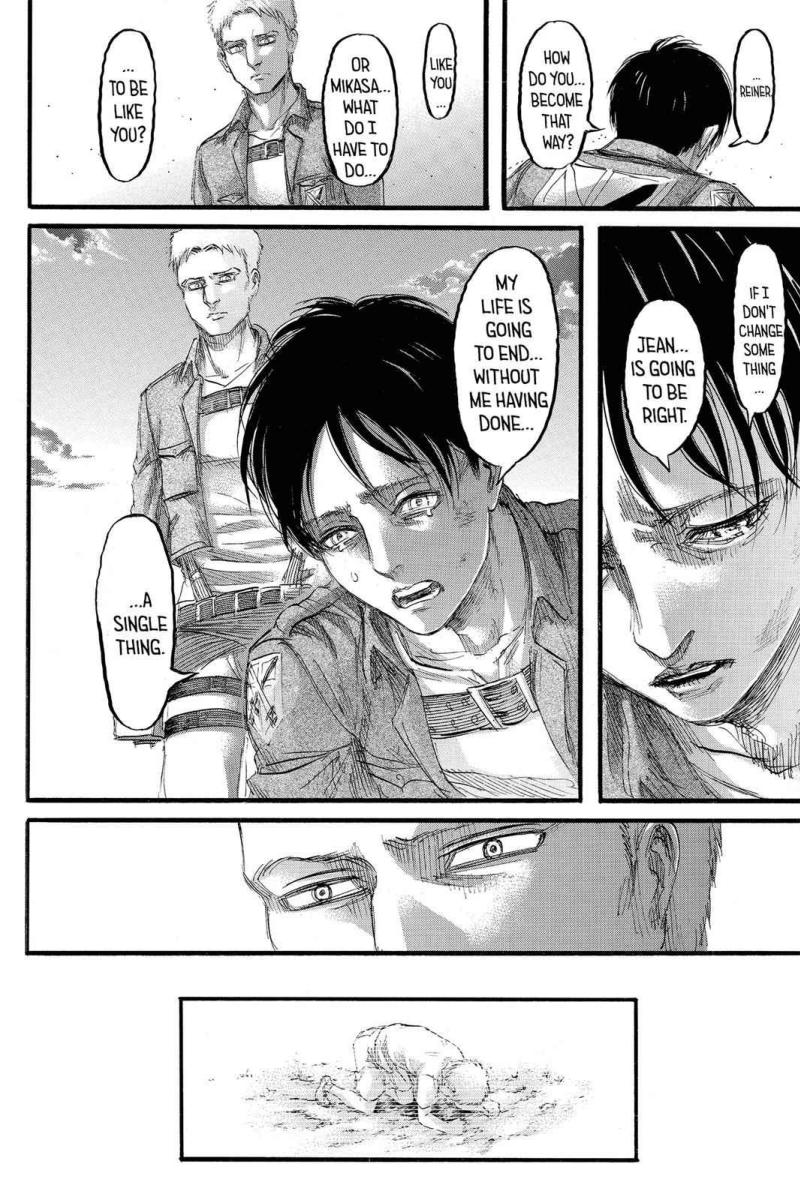 ...
REINER.
HOW
DO YOU...
BECOME
THAT
WAY?
LIKE
YOU
...
OR
MIKASA...
WHAT
DO I
HAVE TO
DO...
...
TO BE
LIKE
YOU?
IF I
DON'T
CHANGE
SOME
THING
...
JEAN...
IS GOING
TO BE
RIGHT.
MY
LIFE IS
GOING
TO END...
WITHOUT
ME HAVING
DONE...
...A
SINGLE
THING.